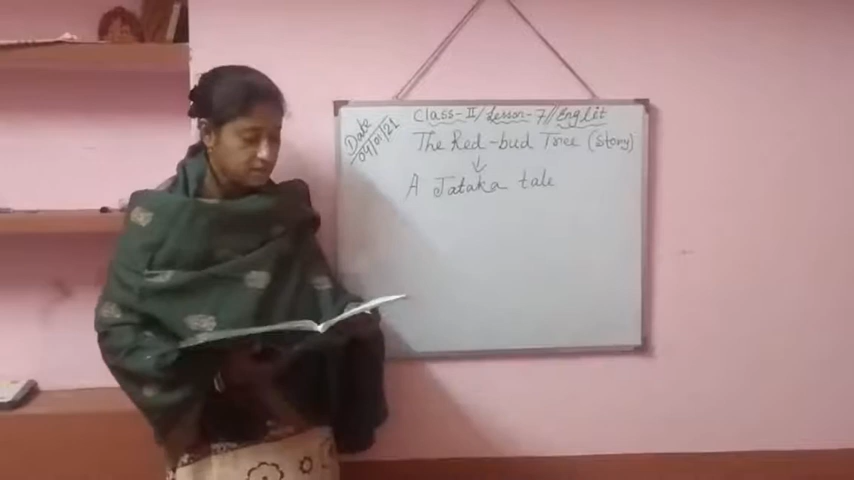 Date
04/01/21
Class-II/Lesson-7//Englit
The Red-bud Tree (Story)
↓
A Jataka tale